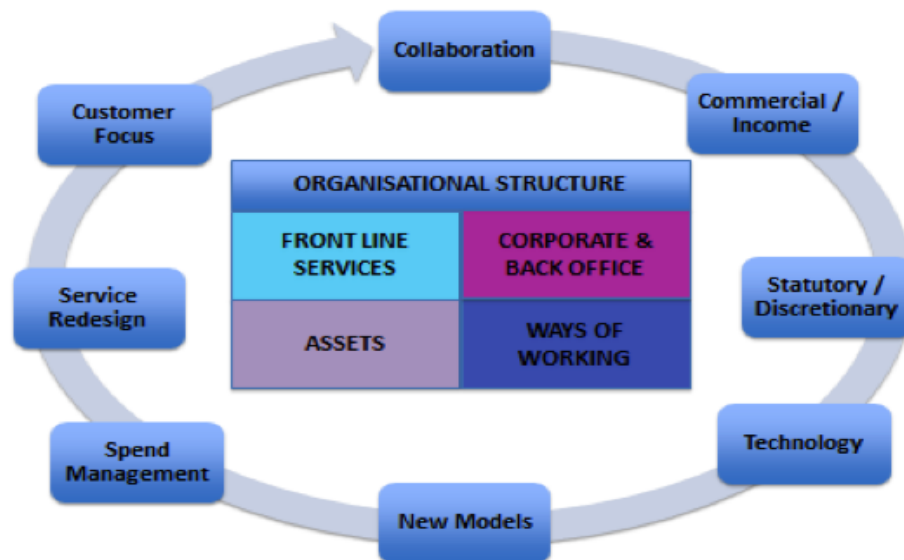 Collaboration
Commercial /
Income
Statutory /
Discretionary
Technology
New Models
Spend
Management
Service
Redesign
Customer
Focus
ORGANISATIONAL STRUCTURE
FRONT LINE
SERVICES
CORPORATE &
BACK OFFICE
ASSETS
WAYS OF
WORKING